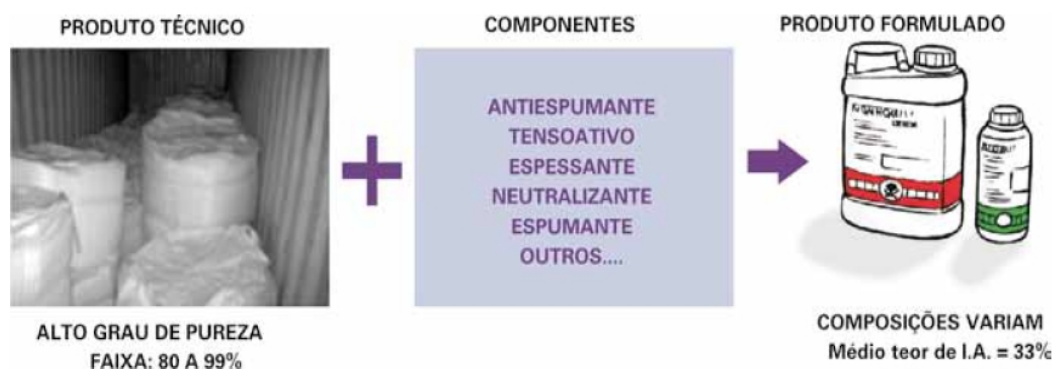 PRODUTO TÉCNICO
ALTO GRAU DE PUREZA
FAIXA: 80 A 99%
COMPONENTES
ANTIESPUMANTE
TENSOATIVO
ESPESSANTE
NEUTRALIZANTE
ESPUMANTE
OUTROS....
PRODUTO FORMULADO
COMPOSIÇÕES VARIAM
Médio teor de I.A. = 33%